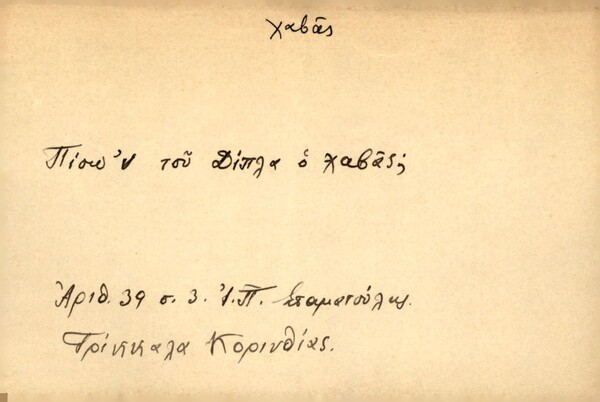 χαβᾶς
Πίσω 'ν τοῦ Δίπλα ὁ χαβᾶς;
Ἀριθ. 39 σ. 3. Ἰ.Π. Σταματούλης.
Τρίκκαλα Κορινθίας.